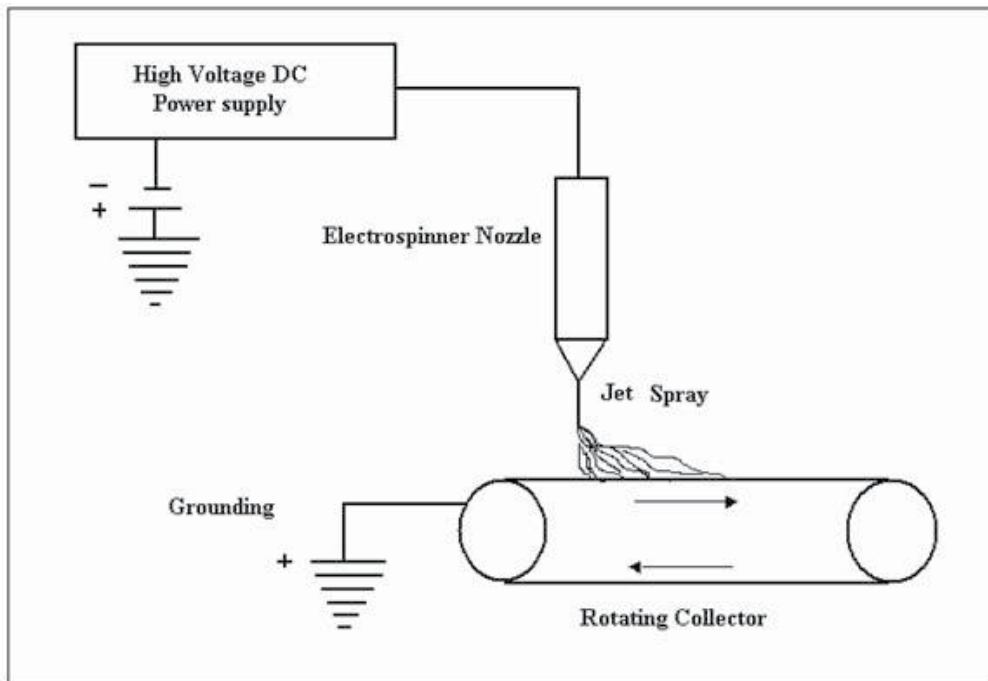 High Voltage DC
Power supply
−
+
Electrospinner Nozzle
Jet Spray
Grounding
+
Rotating Collector